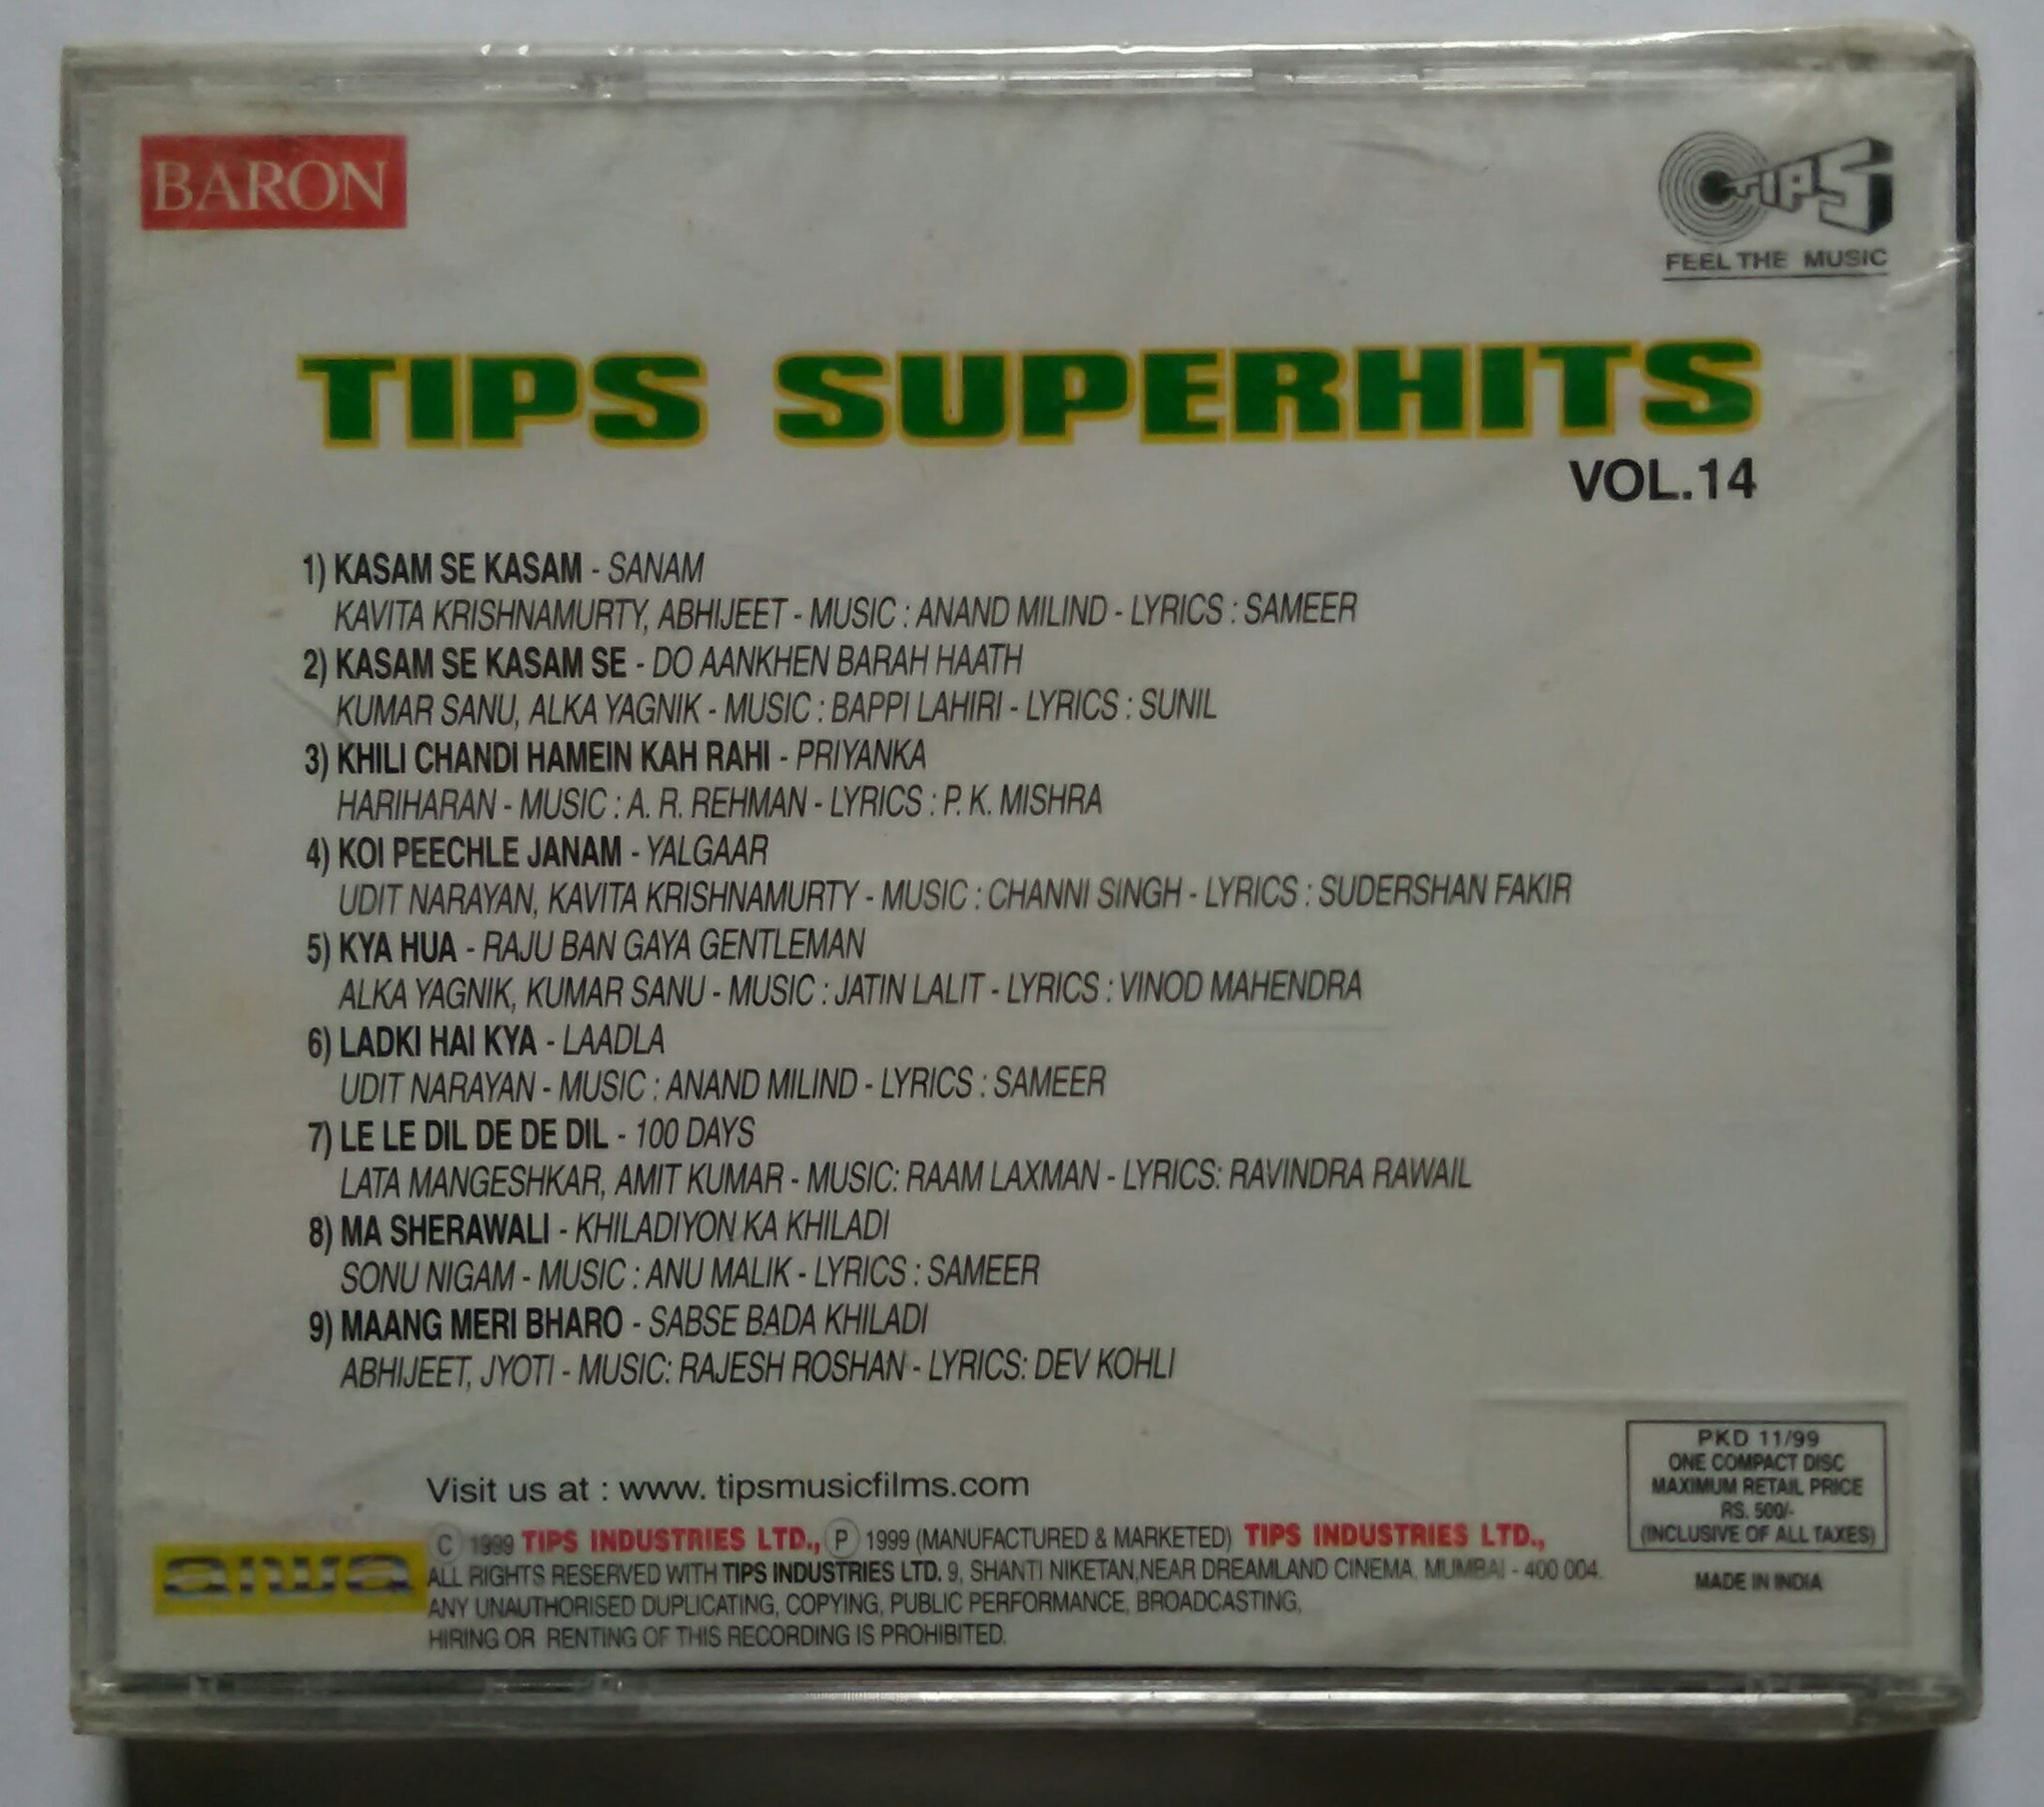 BARON
TIPS
FEEL THE MUSIC
TIPS SUPERHITS
VOL.14
1) KASAM SE KASAM - SANAM
KAVITA KRISHNAMURTY, ABHIJEET - MUSIC : ANAND MILIND - LYRICS : SAMEER
2) KASAM SE KASAM SE - DO AANKHEN BARAH HAATH
KUMAR SANU, ALKA YAGNIK - MUSIC : BAPPI LAHIRI - LYRICS : SUNIL
3) KHILI CHANDI HAMEIN KAH RAHI - PRIYANKA
HARIHARAN - MUSIC : A. R. REHMAN - LYRICS : P. K. MISHRA
4) KOI PEECHLE JANAM - YALGAAR
UDIT NARAYAN, KAVITA KRISHNAMURTY - MUSIC : CHANNI SINGH - LYRICS : SUDERSHAN FAKIR
5) KYA HUA - RAJU BAN GAYA GENTLEMAN
ALKA YAGNIK, KUMAR SANU - MUSIC : JATIN LALIT - LYRICS : VINOD MAHENDRA
6) LADKI HAI KYA - LAADLA
UDIT NARAYAN - MUSIC : ANAND MILIND - LYRICS : SAMEER
7) LE LE DIL DE DE DIL - 100 DAYS
LATA MANGESHKAR, AMIT KUMAR - MUSIC: RAAM LAXMAN - LYRICS: RAVINDRA RAWAIL
8) MA SHERAWALI - KHILADIYON KA KHILADI
SONU NIGAM - MUSIC : ANU MALIK - LYRICS : SAMEER
9) MAANG MERI BHARO - SABSE BADA KHILADI
ABHIJEET, JYOTI - MUSIC: RAJESH ROSHAN - LYRICS: DEV KOHLI
Visit us at : www. tipsmusicfilms.com
aiwa
© 1999 TIPS INDUSTRIES LTD., ℗ 1999 (MANUFACTURED & MARKETED) TIPS INDUSTRIES LTD.,
ALL RIGHTS RESERVED WITH TIPS INDUSTRIES LTD. 9, SHANTI NIKETAN,NEAR DREAMLAND CINEMA, MUMBAI - 400 004.
ANY UNAUTHORISED DUPLICATING, COPYING, PUBLIC PERFORMANCE, BROADCASTING,
HIRING OR RENTING OF THIS RECORDING IS PROHIBITED.
PKD 11/99
ONE COMPACT DISC
MAXIMUM RETAIL PRICE
RS. 500/-
(INCLUSIVE OF ALL TAXES)
MADE IN INDIA